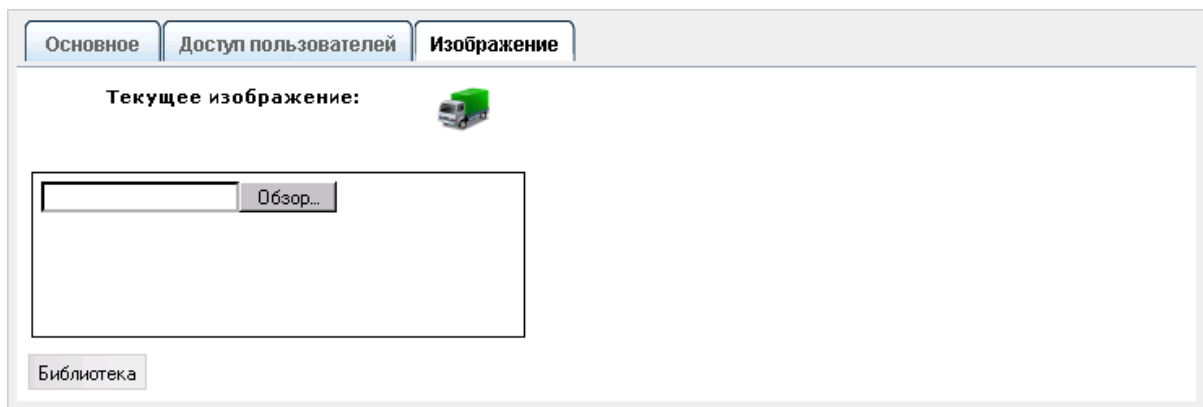 Основное Доступ пользователей Изображение
Текущее изображение:
Обзор...
Библиотека